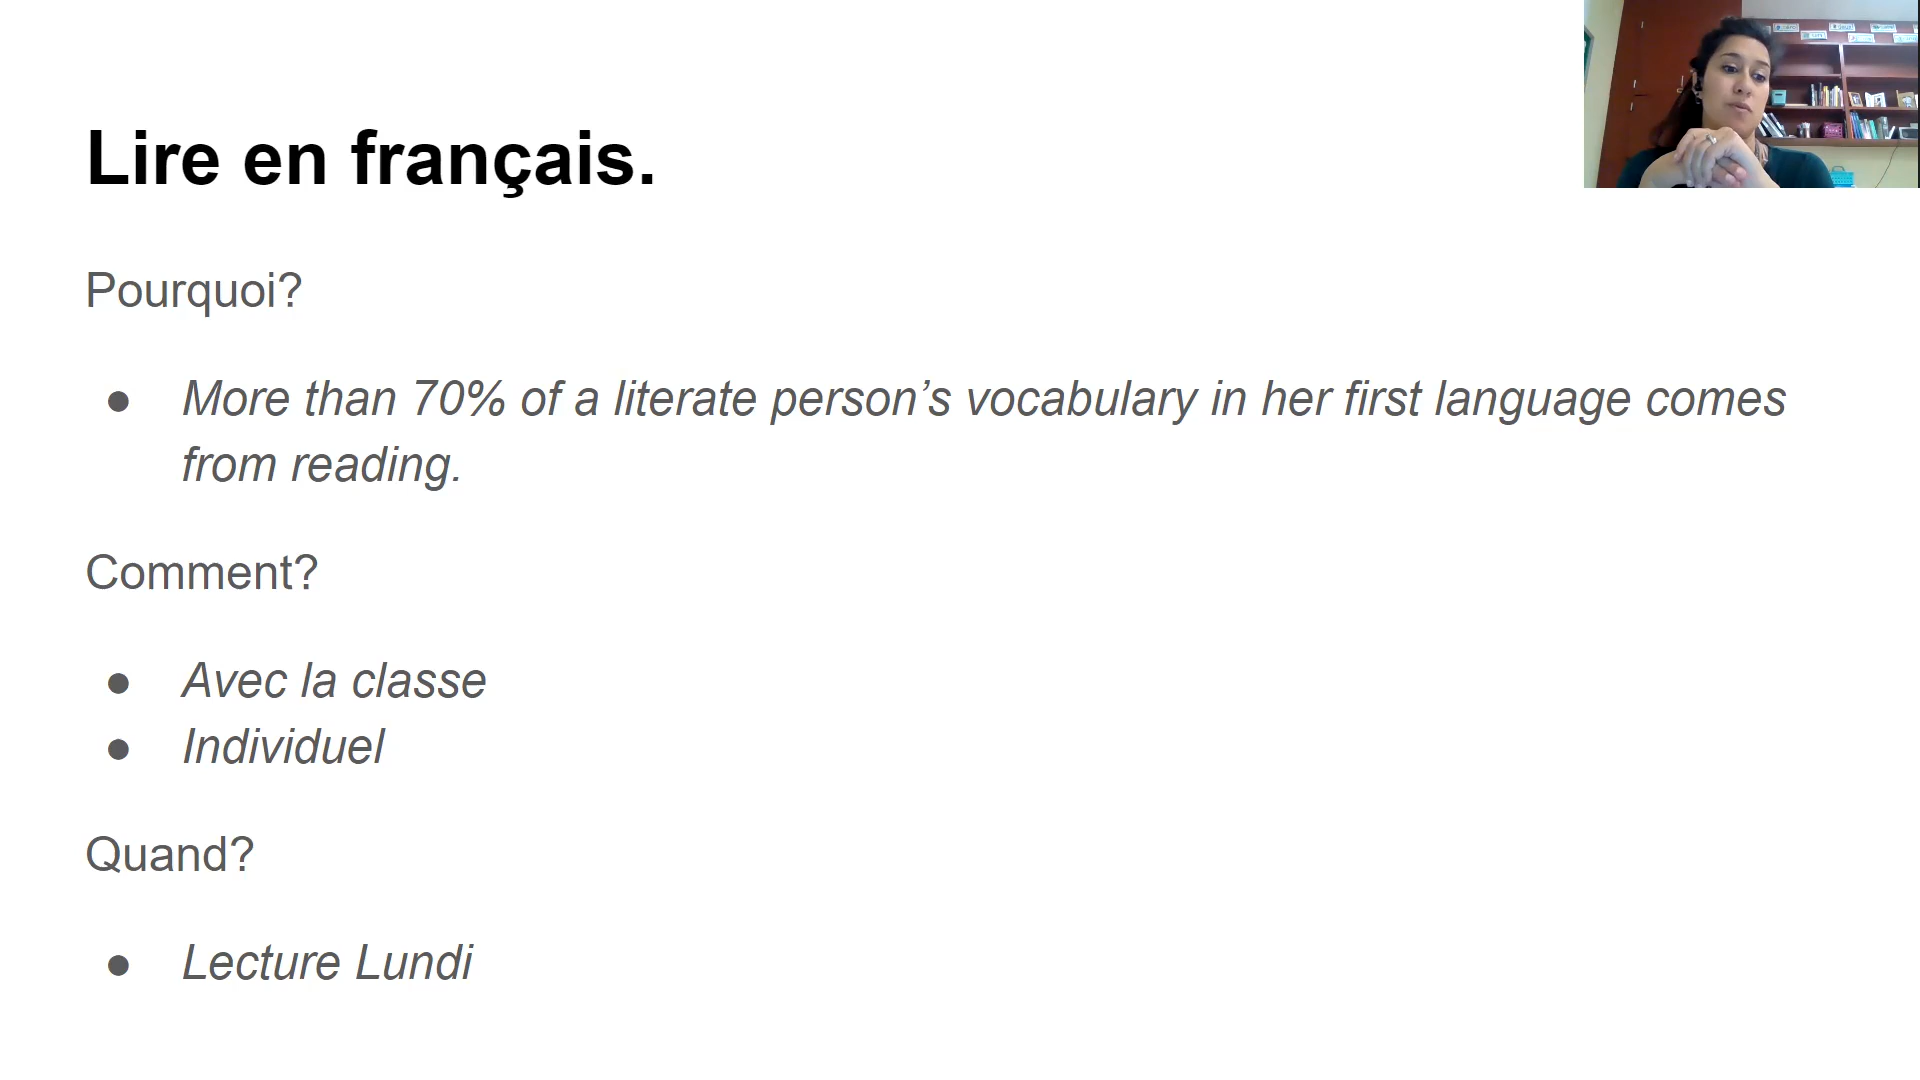 Lire en français.
Pourquoi?
● More than 70% of a literate person’s vocabulary in her first language comes
from reading.
Comment?
● Avec la classe
● Individuel
Quand?
● Lecture Lundi